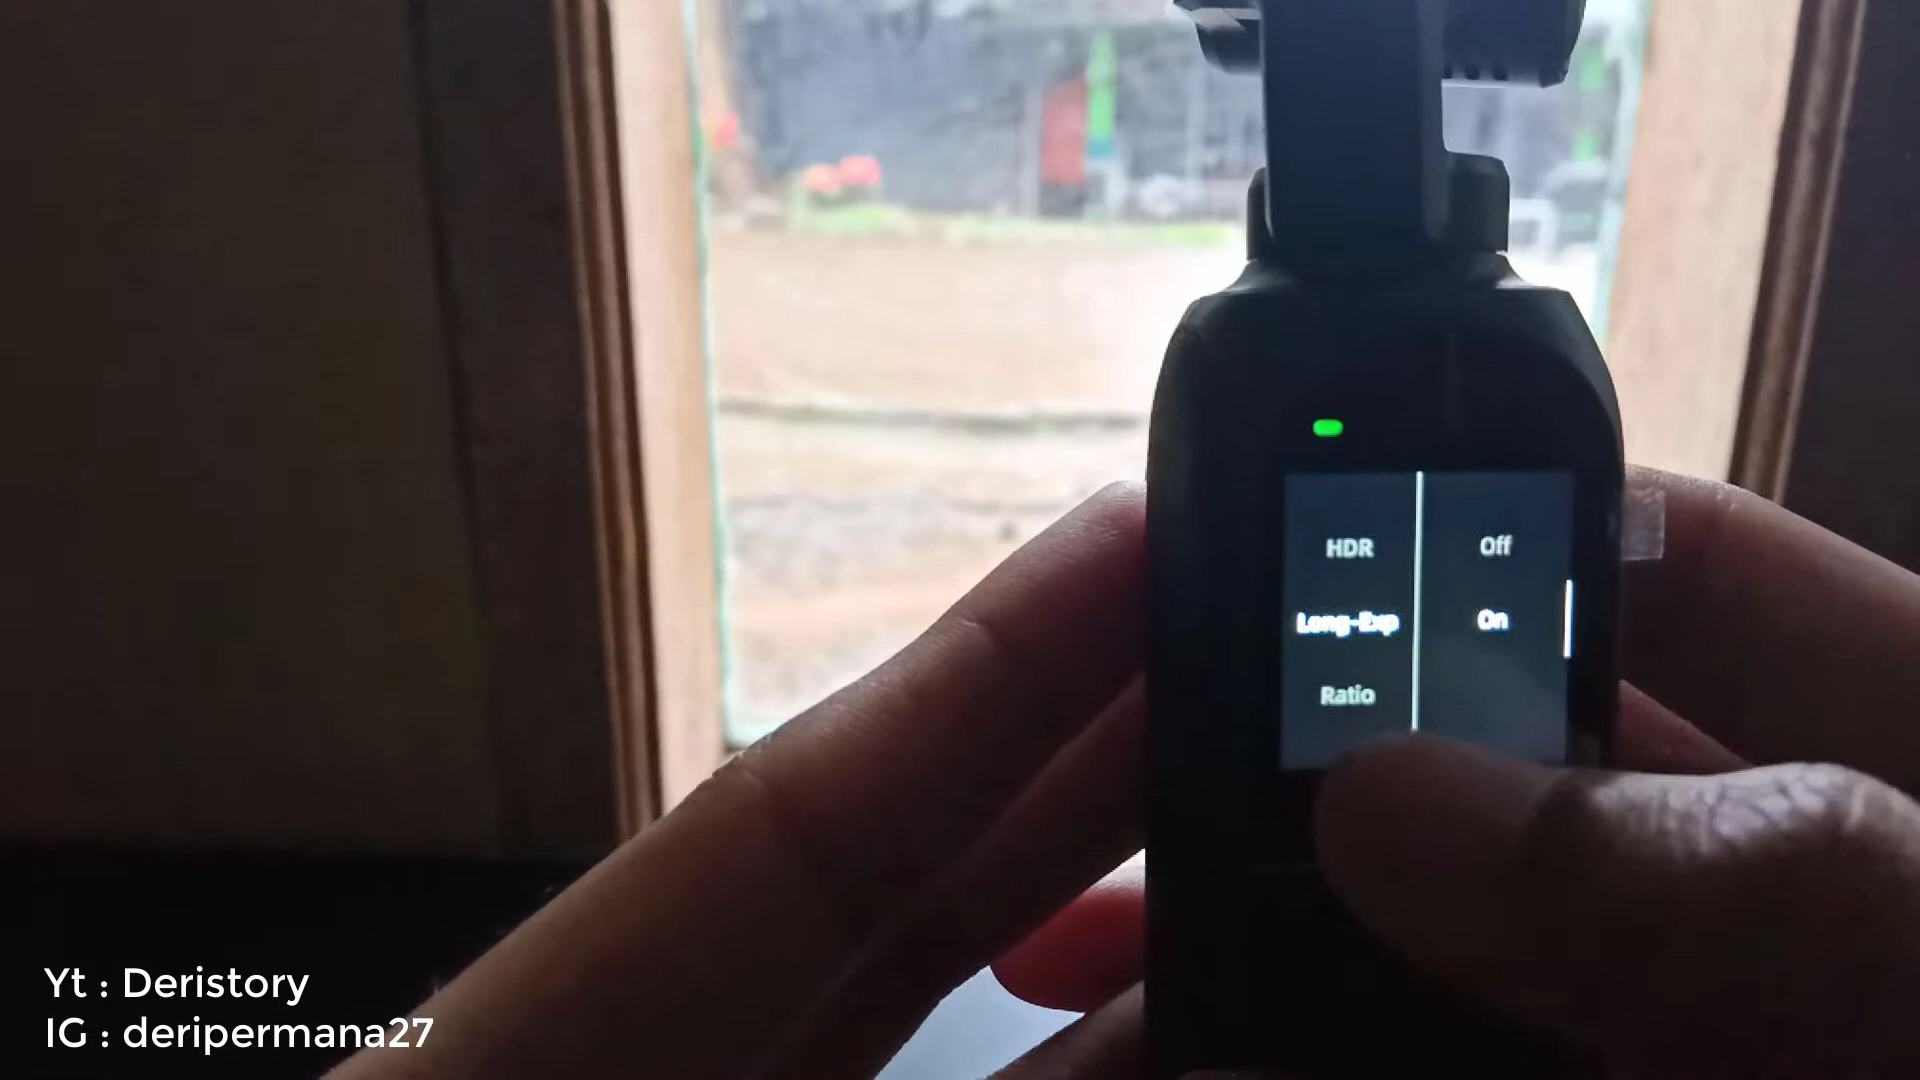 HDR Off
Long-Exp On
Ratio
Yt : Deristory
IG : deripermana27